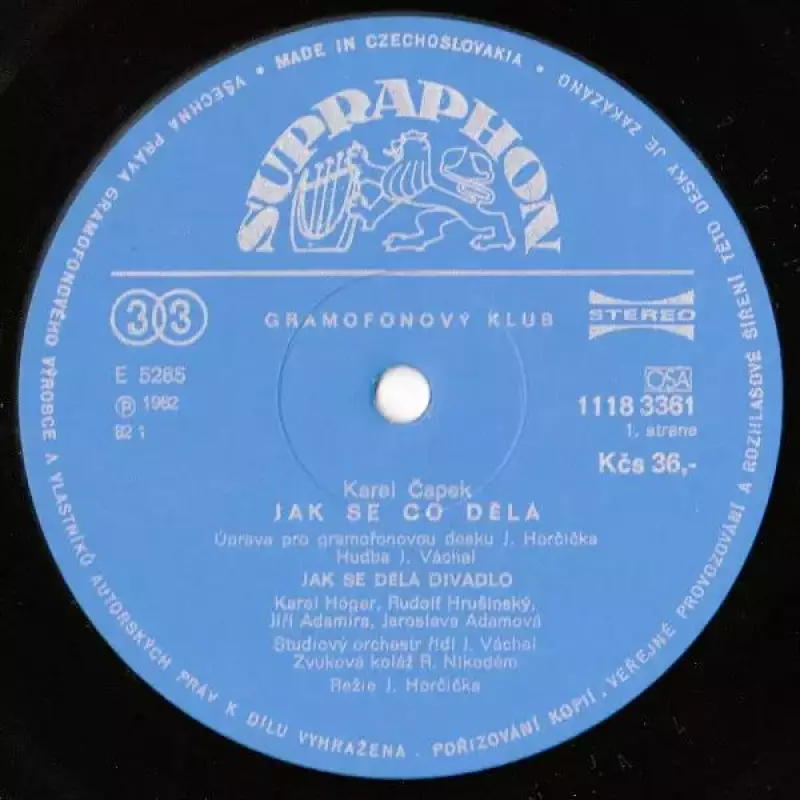 VŠECHNA PRÁVA GRAMOFONOVÉHO VÝROBCE A VLASTNÍKŮ AUTORSKÝCH PRÁV K DÍLU VYHRAŽENA. POŘIZOVÁNÍ KOPIÍ, VEŘEJNÉ PROVOZOVÁNÍ A ROZHLASOVÉ ŠÍŘENÍ TÉTO DESKY JE ZAKÁZÁNO • MADE IN CZECHOSLOVAKIA •
SUPRAPHON
33
GRAMOFONOVÝ KLUB
STEREO
E 5285
OSA
Ⓟ 1982
1118 3361
82 1
1. strana
Kčs 36,-
Karel Čapek
JAK SE CO DĚLÁ
Úprava pro gramofonovou desku J. Horčička
Hudba J. Váchal
JAK SE DĚLÁ DIVADLO
Karel Höger, Rudolf Hrušínský,
Jiří Adamíra, Jaroslava Adamová
Studiový orchestr řídí J. Váchal
Zvuková koláž R. Nikodém
Režie J. Horčička